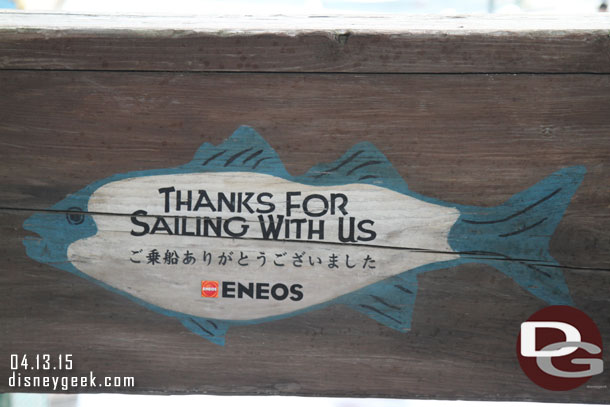 THANKS FOR
SAILING WITH US
ご乗船ありがとうございました
ENEOS
04.13.15
disneygeek.com
DG